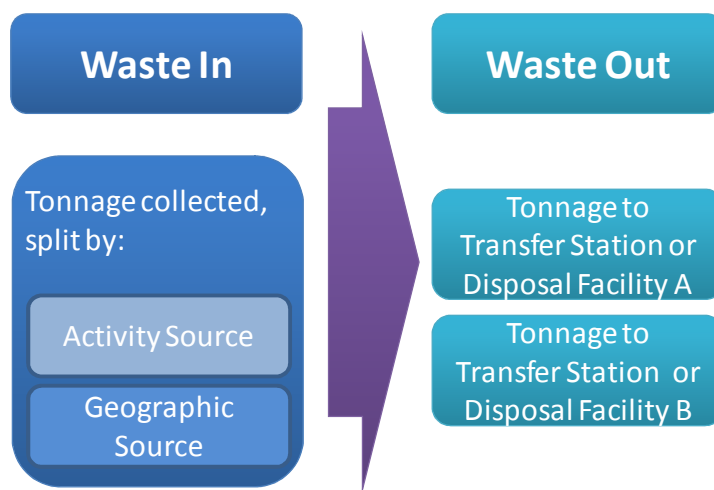 Waste In
Waste Out
Tonnage collected,
split by:
Activity Source
Geographic
Source
Tonnage to
Transfer Station or
Disposal Facility A
Tonnage to
Transfer Station or
Disposal Facility B